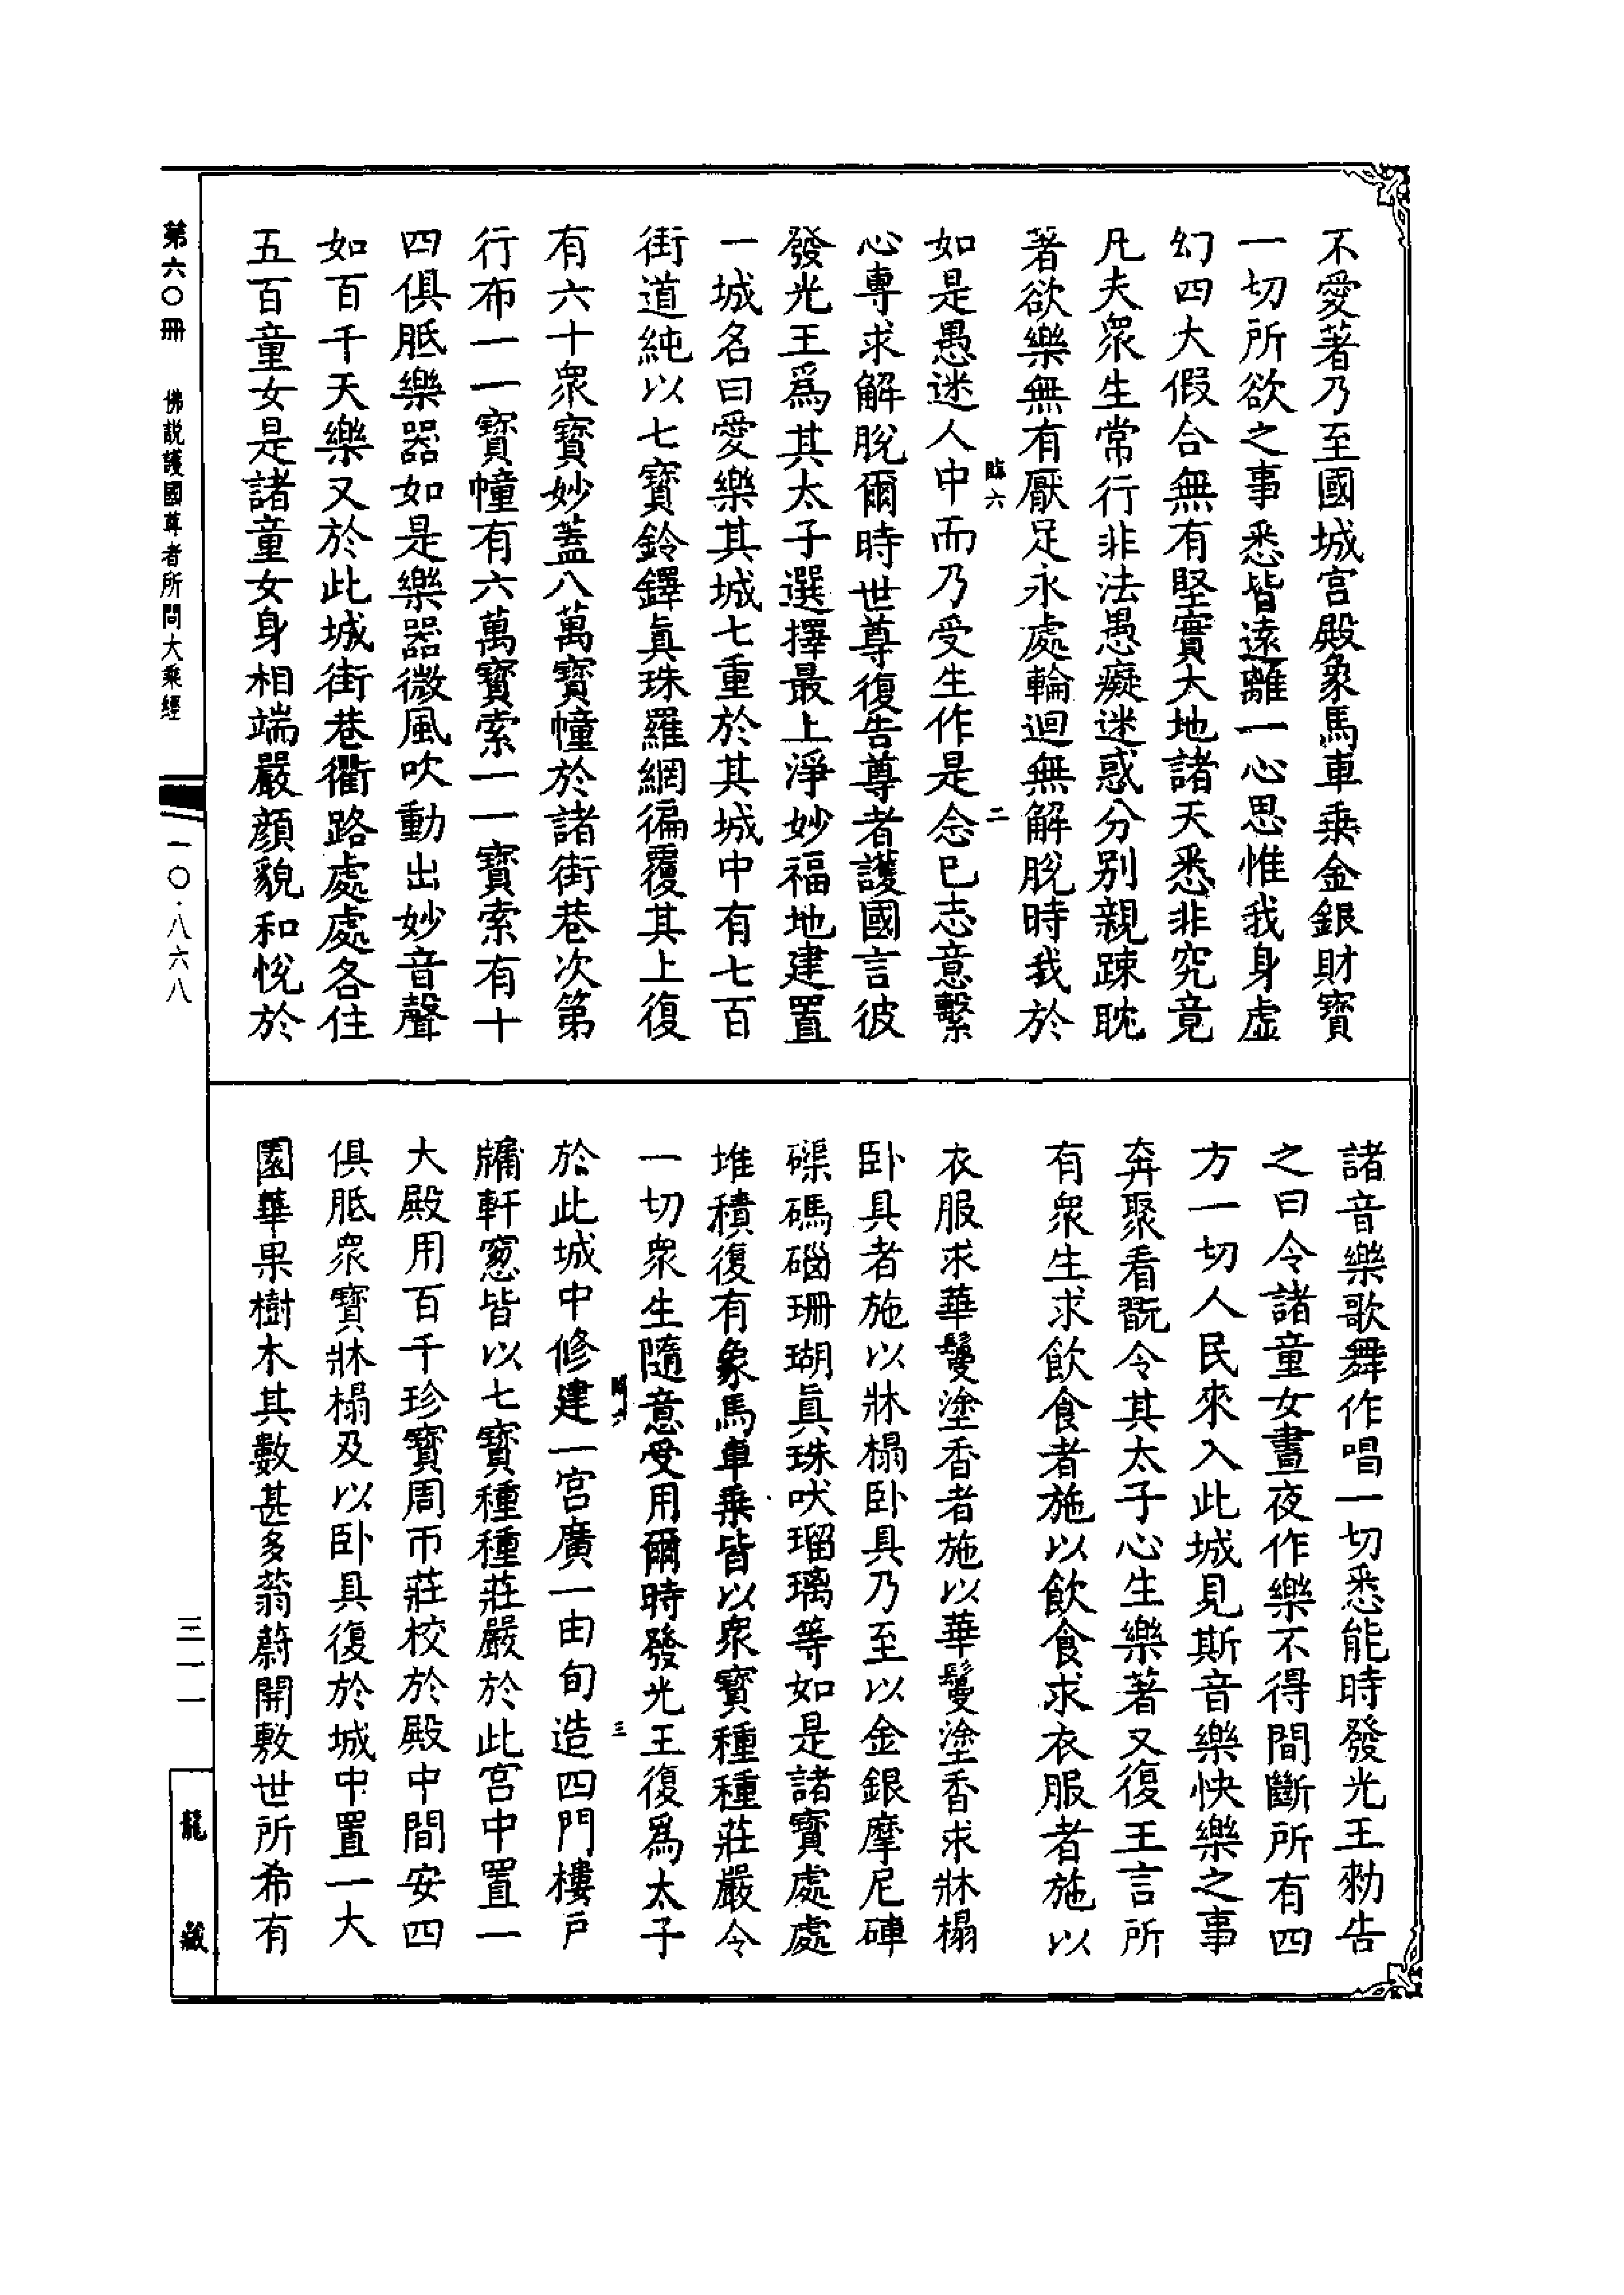 不愛著乃至國城宮殿象馬車乗金銀財寳
一切所欲之事悉皆遠離一心思惟我身虛
幻四大假合無有堅實大地諸天悉非究竟
凡夫衆生常行非法愚癡迷惑分别親踈耽
著欲樂無有厭足永處輪迴無解脫時我於
臨六 二
如是愚迷人中而乃受生作是念已志意繫
心專求解脫爾時世尊復告尊者護國言彼
發光王爲其太子選擇最上淨妙福地建置
一城名曰愛樂其城七重於其城中有七百
街道純以七寳鈴鐸眞珠羅網徧覆其上復
有六十衆寳妙蓋八萬寳幢於諸街巷次第
行布一一寳幢有六萬寳索一一寳索有十
四俱胝樂器如是樂器微風吹動出妙音聲
如百千天樂又於此城街巷衢路處處各住
五百童女是諸童女身相端嚴顏貌和悅於
諸音樂歌舞作唱一切悉能時發光王勑告
之曰令諸童女晝夜作樂不得間斷所有四
方一切人民來入此城見斯音樂快樂之事
奔聚看翫令其太子心生樂著又復王言所
有衆生求飲食者施以飲食求衣服者施以
衣服求華鬘塗香者施以華鬘塗香求牀榻
卧具者施以牀榻卧具乃至以金銀摩尼硨
磲碼碯珊瑚眞珠吠瑠璃等如是諸寳處處
堆積復有象馬車乗皆以衆寳種種莊嚴令
一切衆生隨意受用爾時發光王復爲太子
臨六 三
於此城中修建一宮廣一由旬造四門樓戸
牖軒窓皆以七寳種種莊嚴於此宮中置一
大殿用百千珍寳周帀莊校於殿中間安四
俱胝衆寳牀榻及以卧具復於城中置一大
園華果樹木其數甚多蓊蔚開敷世所希有
第六〇冊 佛説護國尊者所問大乘經
一〇·八六八
三一一
龍藏